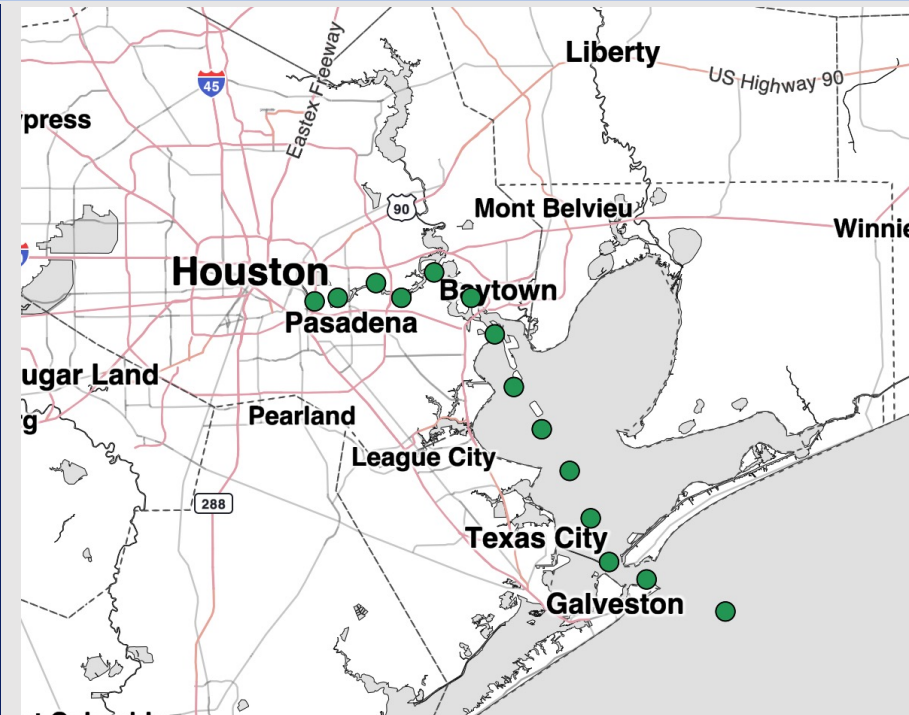 Liberty
US Highway 90
45
Eastex Freeway
ypress
90
Mont Belvieu
Winnie
Houston
Baytown
Pasadena
ugar Land
Pearland
rg
League City
288
Texas City
Galveston